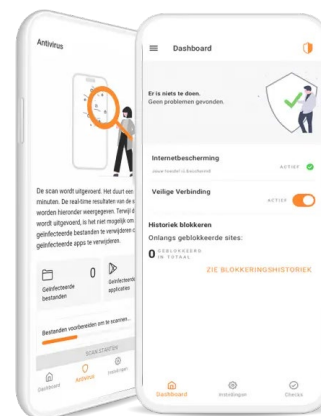 Antivirus
De scan wordt uitgevoerd. Het duurt een
minuten. De real-time resultaten van de s
worden hieronder weergegeven. Terwijl d
wordt uitgevoerd, is het niet mogelijk om
geïnfecteerde bestanden te verwijderen o
geïnfecteerde apps te verwijderen.
0
Geïnfecteerde
bestanden
Geïnfecteerde
applicaties
Bestanden voorbereiden om te scannen...
SCAN STARTEN
Dashboard
Antivirus
Instellingen
Dashboard
Er is niets te doen.
Geen problemen gevonden.
Internetbescherming
ACTIEF
Veilige Verbinding
ACTIEF
Historiek blokkeren
Onlangs geblokkeerde sites:
0 GEBLOKKEERD
IN TOTAAL
ZIE BLOKKERINGSHISTORIEK
Dashboard
Instellingen
Checks